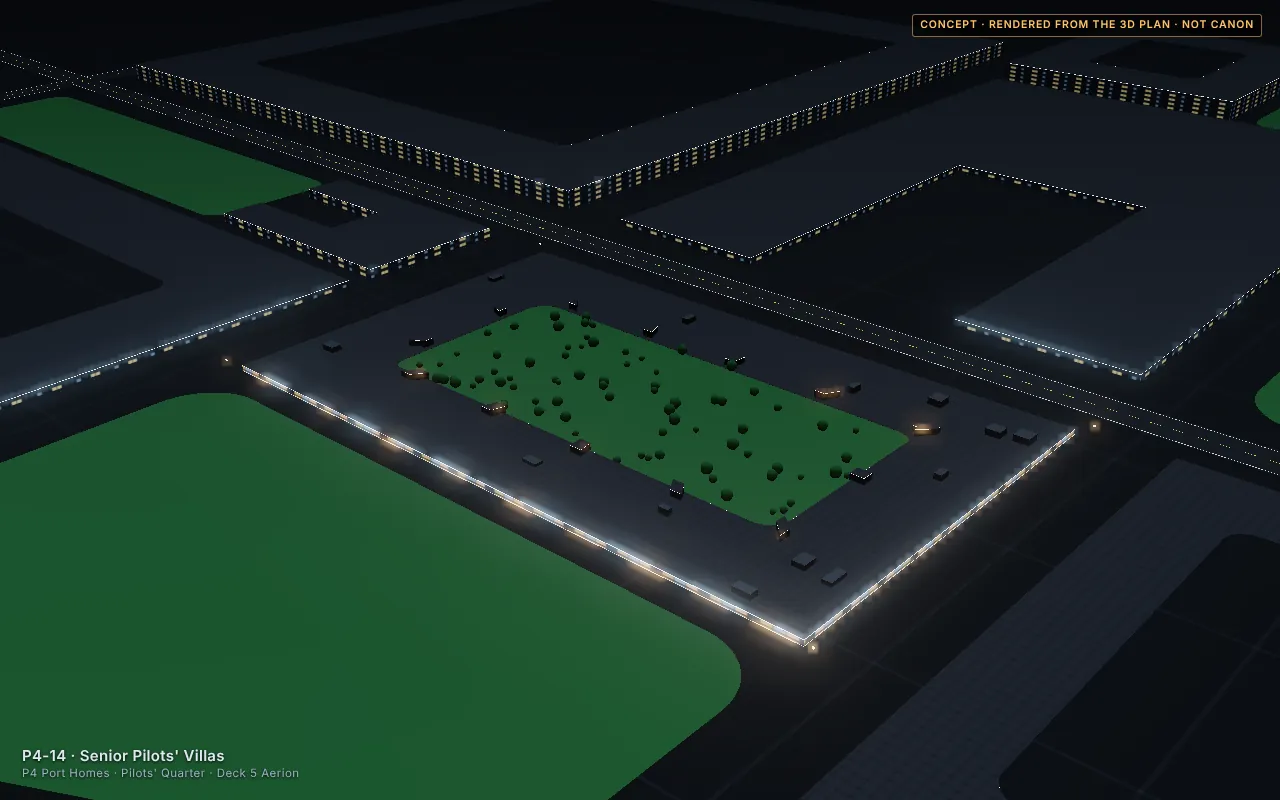 CONCEPT · RENDERED FROM THE 3D PLAN · NOT CANON
P4-14 · Senior Pilots' Villas
P4 Port Homes · Pilots' Quarter · Deck 5 Aerion